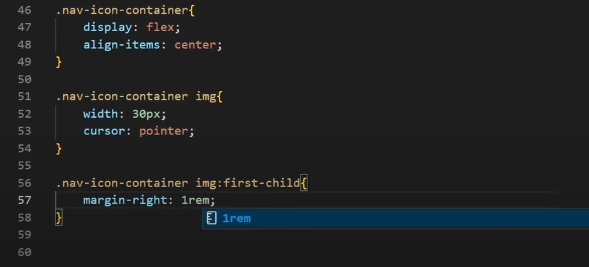 46 .nav-icon-container{
47     display: flex;
48     align-items: center;
49 }
50
51 .nav-icon-container img{
52     width: 30px;
53     cursor: pointer;
54 }
55
56 .nav-icon-container img:first-child{
57     margin-right: 1rem;
58 }
1rem
59
60